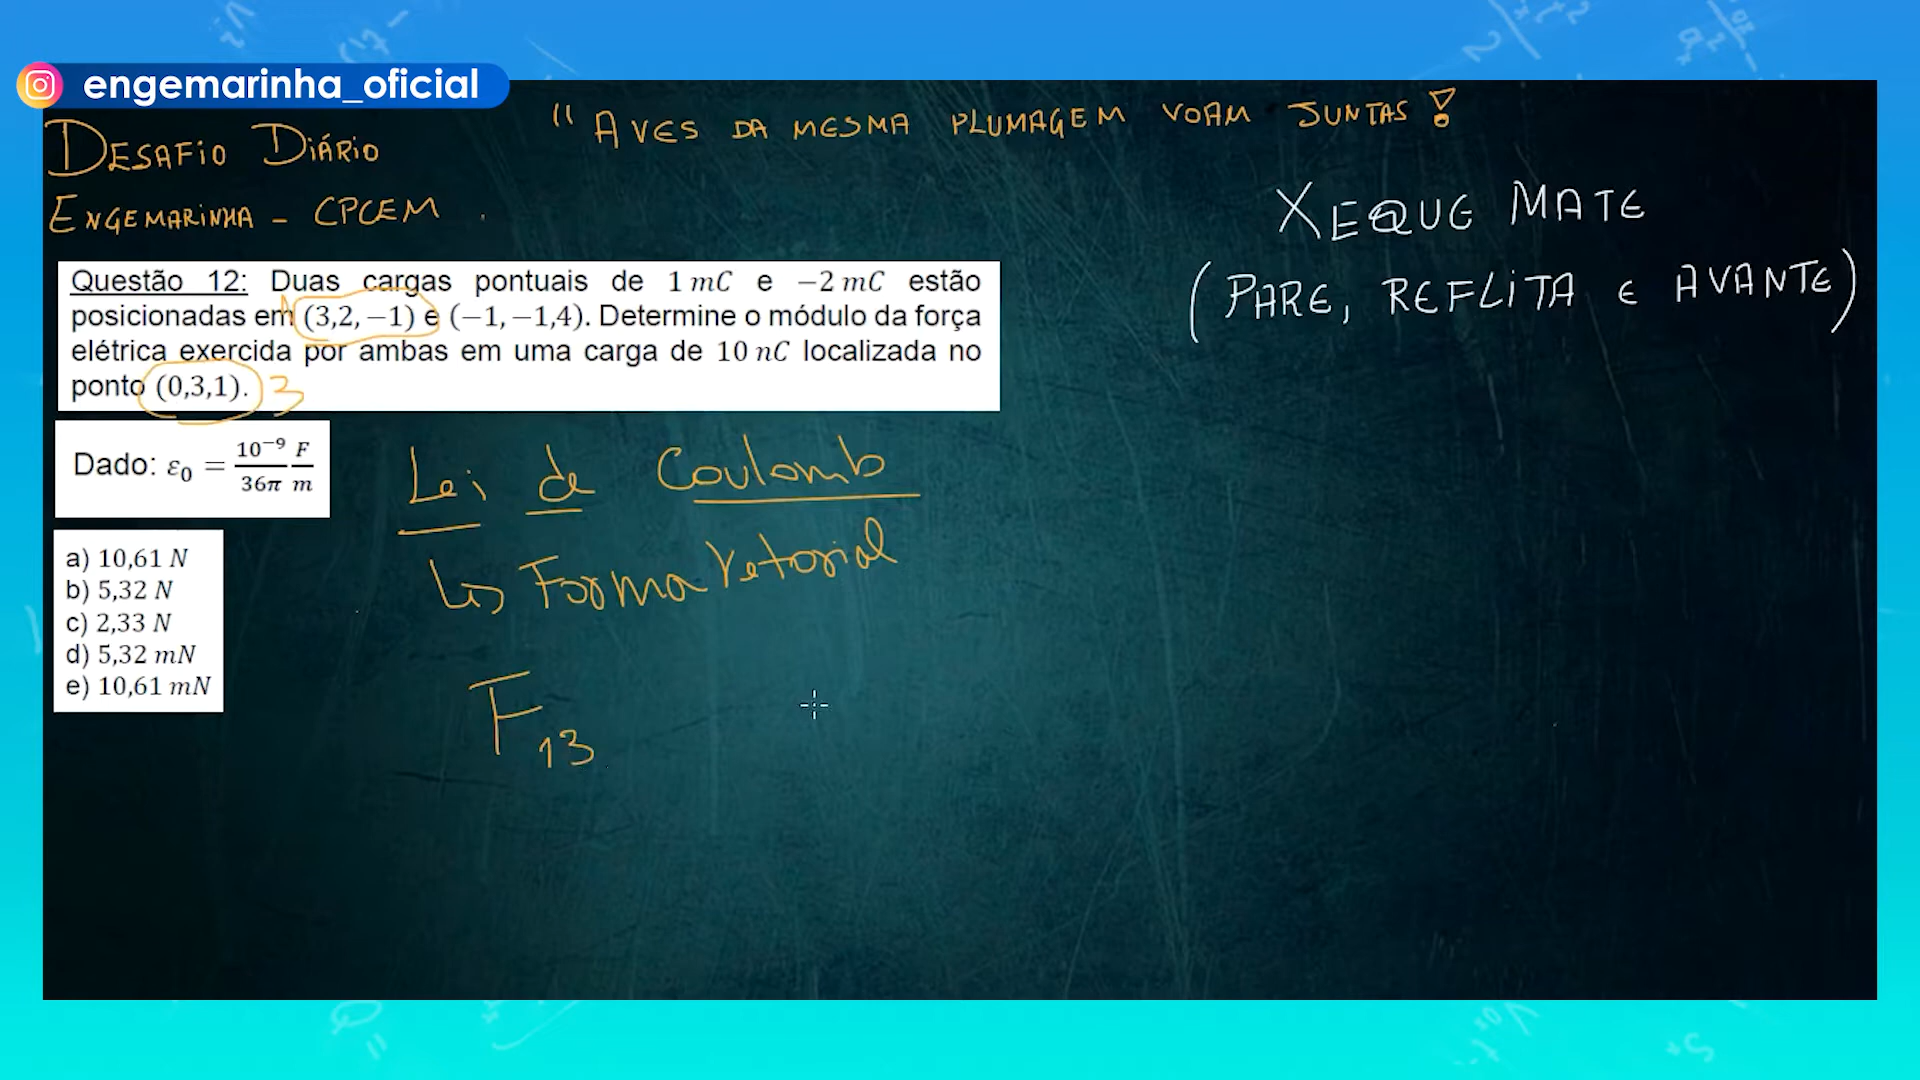 engemarinha_oficial
DESAFIO DIÁRIO
ENGEMARINHA - CPCEM.
"AVES DA MESMA PLUMAGEM VOAM JUNTAS!
XEQUE MATE
(PARE, REFLITA E AVANTE)
Questão 12: Duas cargas pontuais de 1 mC e −2 mC estão
posicionadas em (3,2,−1) e (−1,−1,4). Determine o módulo da força
elétrica exercida por ambas em uma carga de 10 nC localizada no
ponto (0,3,1). 3
Dado: ε₀ = 10⁻⁹/36π F/m
a) 10,61 N
b) 5,32 N
c) 2,33 N
d) 5,32 mN
e) 10,61 mN
Lei de Coulomb
↳ Forma Vetorial
F₁₃